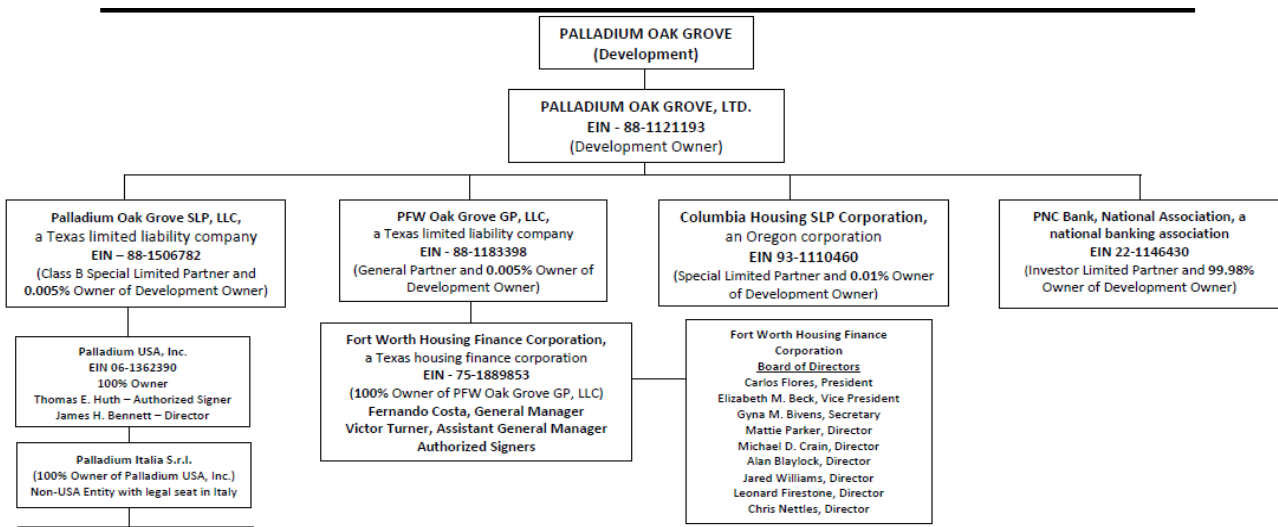 PALLADIUM OAK GROVE
(Development)
PALLADIUM OAK GROVE, LTD.
EIN - 88-1121193
(Development Owner)
Palladium Oak Grove SLP, LLC,
a Texas limited liability company
EIN – 88-1506782
(Class B Special Limited Partner and
0.005% Owner of Development Owner)
PFW Oak Grove GP, LLC,
a Texas limited liability company
EIN - 88-1183398
(General Partner and 0.005% Owner of
Development Owner)
Columbia Housing SLP Corporation,
an Oregon corporation
EIN 93-1110460
(Special Limited Partner and 0.01% Owner
of Development Owner)
PNC Bank, National Association, a
national banking association
EIN 22-1146430
(Investor Limited Partner and 99.98%
Owner of Development Owner)
Palladium USA, Inc.
EIN 06-1362390
100% Owner
Thomas E. Huth – Authorized Signer
James H. Bennett – Director
Fort Worth Housing Finance Corporation,
a Texas housing finance corporation
EIN - 75-1889853
(100% Owner of PFW Oak Grove GP, LLC)
Fernando Costa, General Manager
Victor Turner, Assistant General Manager
Authorized Signers
Fort Worth Housing Finance
Corporation
Board of Directors
Carlos Flores, President
Elizabeth M. Beck, Vice President
Gyna M. Bivens, Secretary
Mattie Parker, Director
Michael D. Crain, Director
Alan Blaylock, Director
Jared Williams, Director
Leonard Firestone, Director
Chris Nettles, Director
Palladium Italia S.r.l.
(100% Owner of Palladium USA, Inc.)
Non-USA Entity with legal seat in Italy